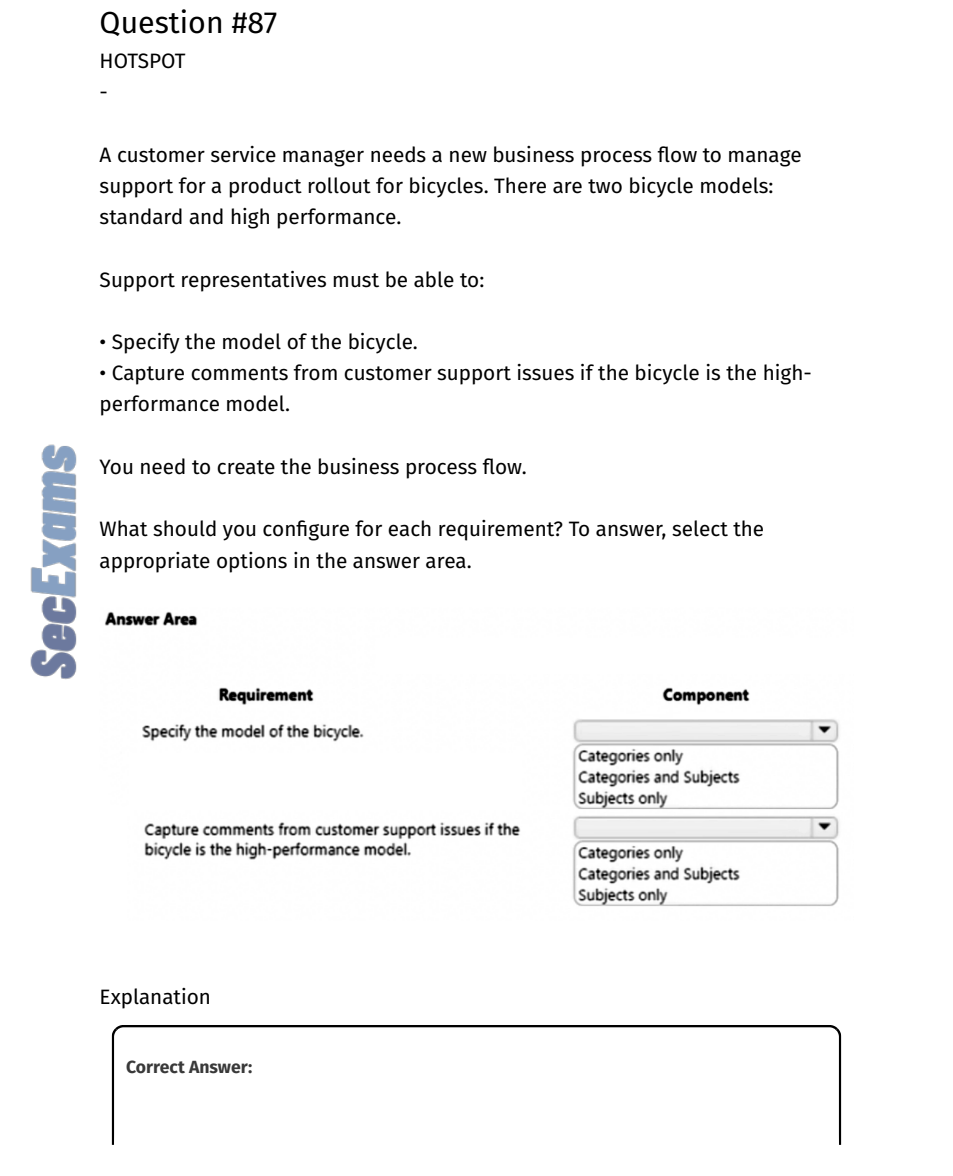 Question #87
HOTSPOT
-
A customer service manager needs a new business process flow to manage
support for a product rollout for bicycles. There are two bicycle models:
standard and high performance.
Support representatives must be able to:
• Specify the model of the bicycle.
• Capture comments from customer support issues if the bicycle is the high-
performance model.
You need to create the business process flow.
What should you configure for each requirement? To answer, select the
appropriate options in the answer area.
SecExams
Answer Area
Requirement Component
Specify the model of the bicycle.
Categories only
Categories and Subjects
Subjects only
Capture comments from customer support issues if the
bicycle is the high-performance model.
Categories only
Categories and Subjects
Subjects only
Explanation
Correct Answer: